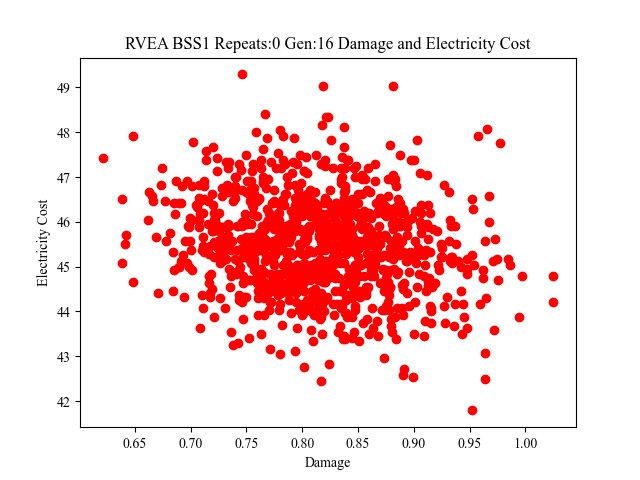 RVEA BSS1 Repeats:0 Gen:16 Damage and Electricity Cost
49
48
47
46
45
44
43
42
Electricity Cost
0.65 0.70 0.75 0.80 0.85 0.90 0.95 1.00
Damage